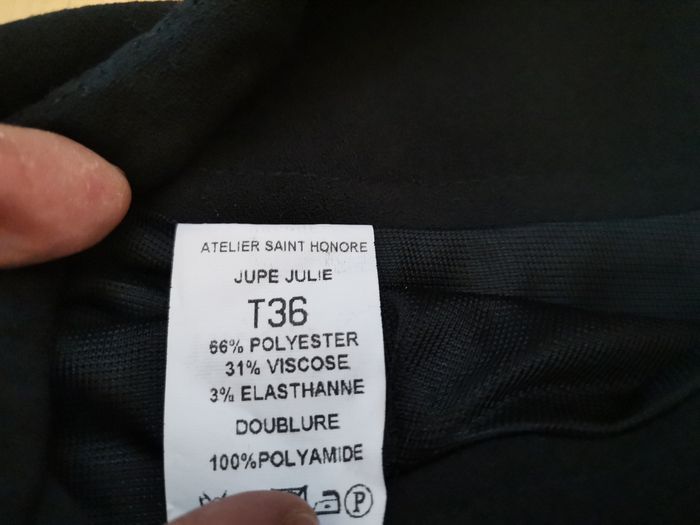 ATELIER SAINT HONORE
JUPE JULIE
T36
66% POLYESTER
31% VISCOSE
3% ELASTHANNE
DOUBLURE
100%POLYAMIDE
P